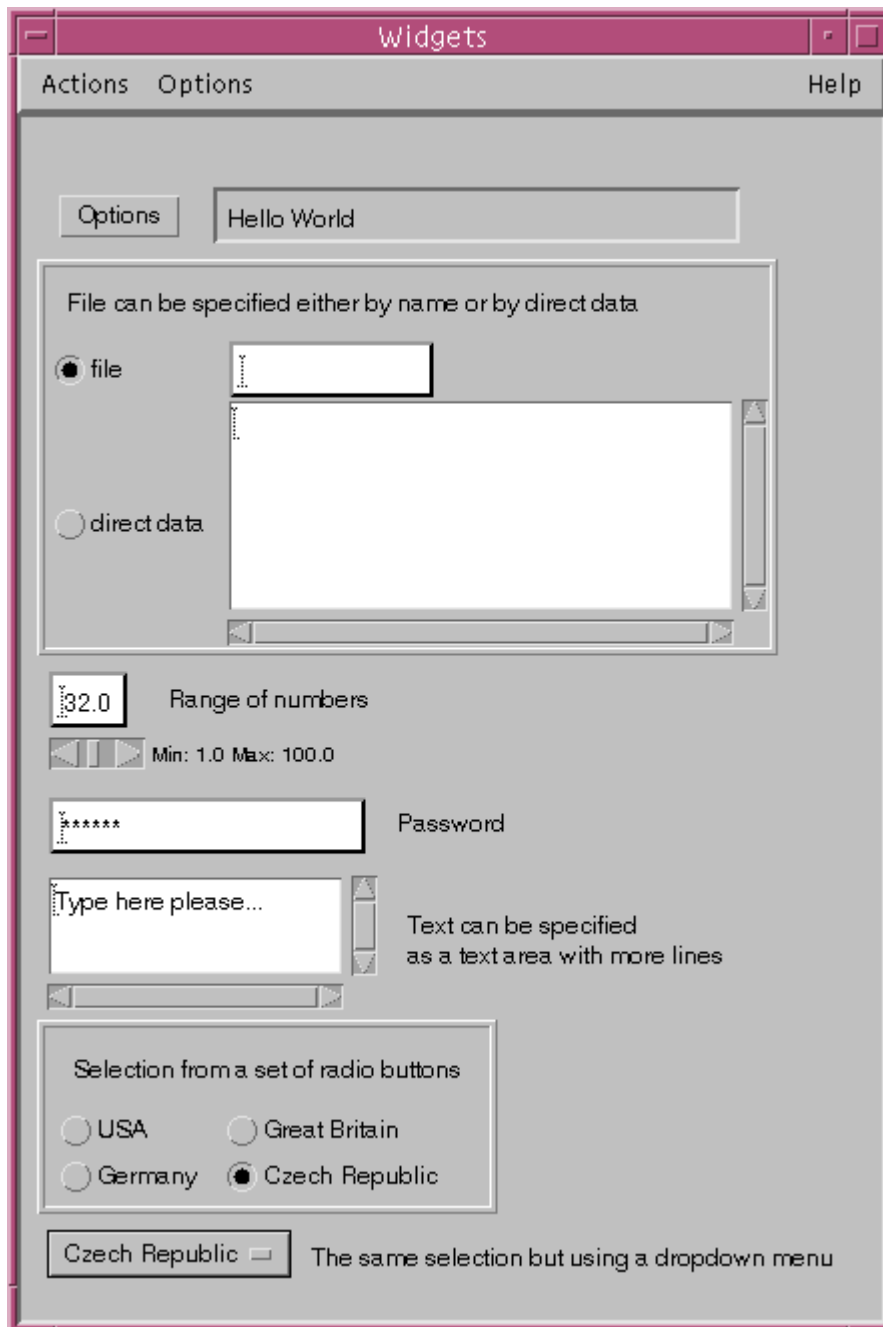 Widgets
Actions Options Help
Options Hello World
File can be specified either by name or by direct data
file
direct data
32.0 Range of numbers
Min: 1.0 Max: 100.0
****** Password
Type here please...
Text can be specified
as a text area with more lines
Selection from a set of radio buttons
USA Great Britain
Germany Czech Republic
Czech Republic The same selection but using a dropdown menu